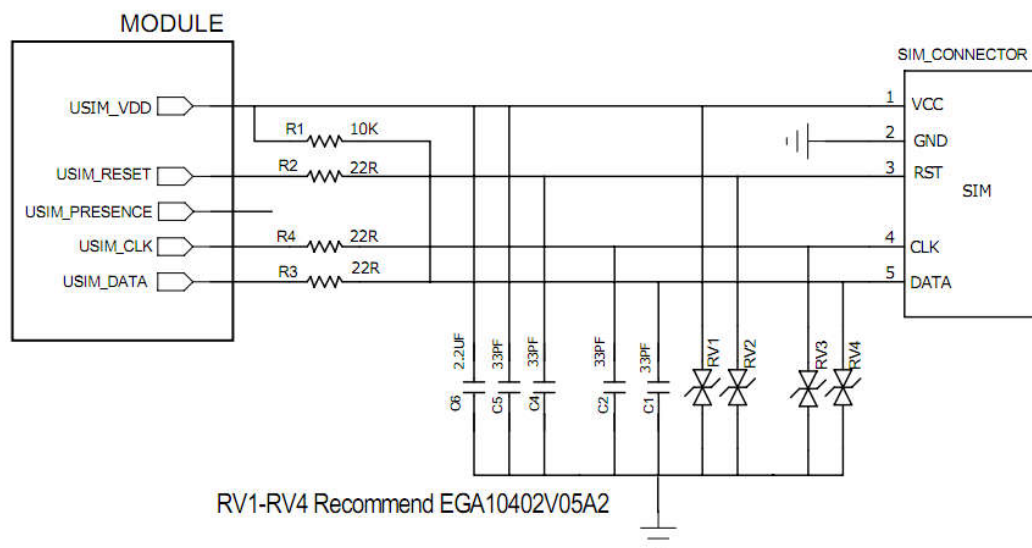 MODULE
SIM_CONNECTOR
USIM_VDD
1
VCC
R1
10K
2
GND
USIM_RESET
R2
22R
3
RST
SIM
USIM_PRESENCE
USIM_CLK
R4
22R
4
CLK
USIM_DATA
R3
22R
5
DATA
2.2UF
33PF
33PF
33PF
33PF
RV1
RV2
RV3
RV4
C6
C5
C4
C2
C1
RV1-RV4 Recommend EGA10402V05A2